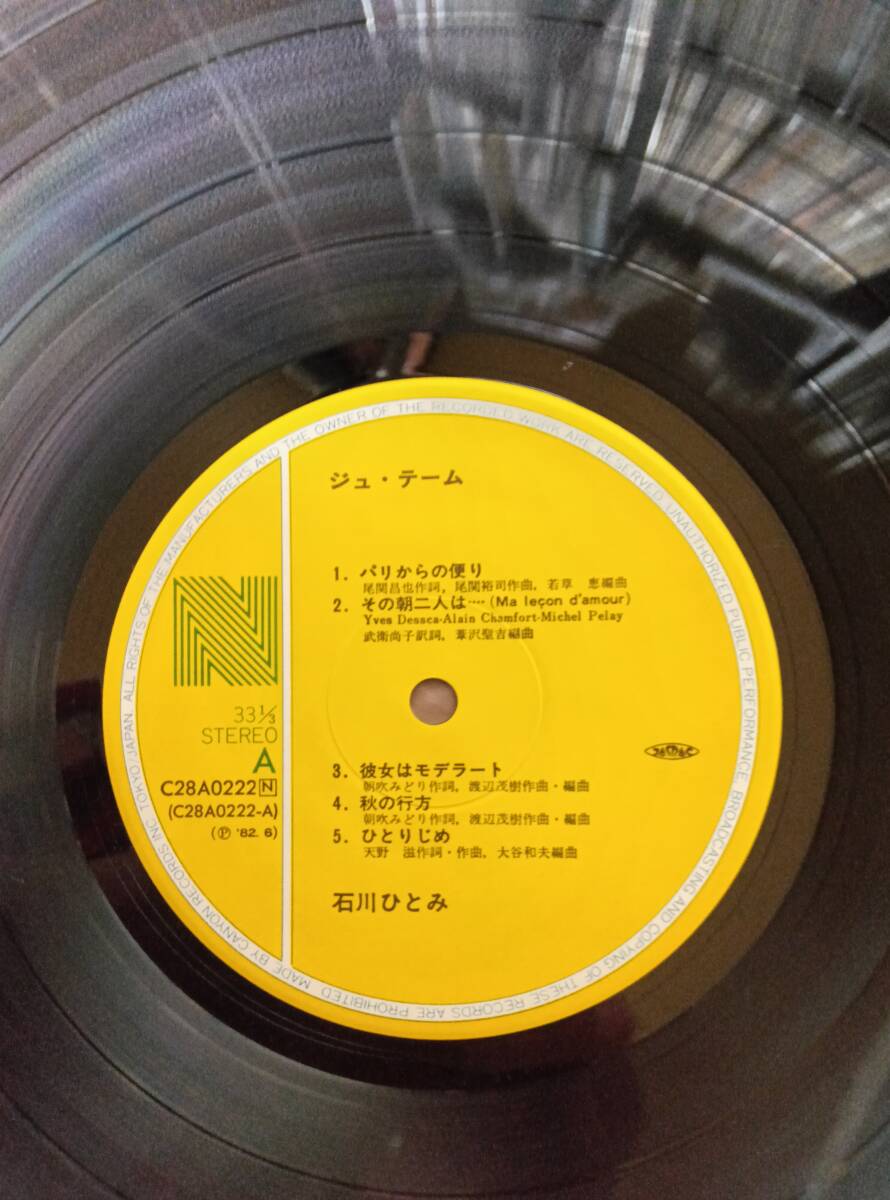 ジュ・テーム
1. パリからの便り
尾関昌也作詞, 尾関裕司作曲, 若草 恵編曲
2. その朝二人は‥‥(Ma leçon d'amour)
Yves Dessca-Alain Chamfort-Michel Pelay
武衛尚子訳詞, 葦沢聖吉編曲
33⅓
STEREO
A
C28A0222 N
(C28A0222-A)
(Ⓟ '82. 6)
3. 彼女はモデラート
朝吹みどり作詞, 渡辺茂樹作曲・編曲
4. 秋の行方
朝吹みどり作詞, 渡辺茂樹作曲・編曲
5. ひとりじめ
天野 滋作詞・作曲, 大谷和夫編曲
石川ひとみ
MADE BY CANYON RECORDS INC. TOKYO/JAPAN. ALL RIGHTS OF THE MANUFACTURERS AND THE OWNER OF THE RECORDED WORK ARE RESERVED. UNAUTHORIZED PUBLIC PERFORMANCE, BROADCASTING AND COPYING OF THESE RECORDS ARE PROHIBITED